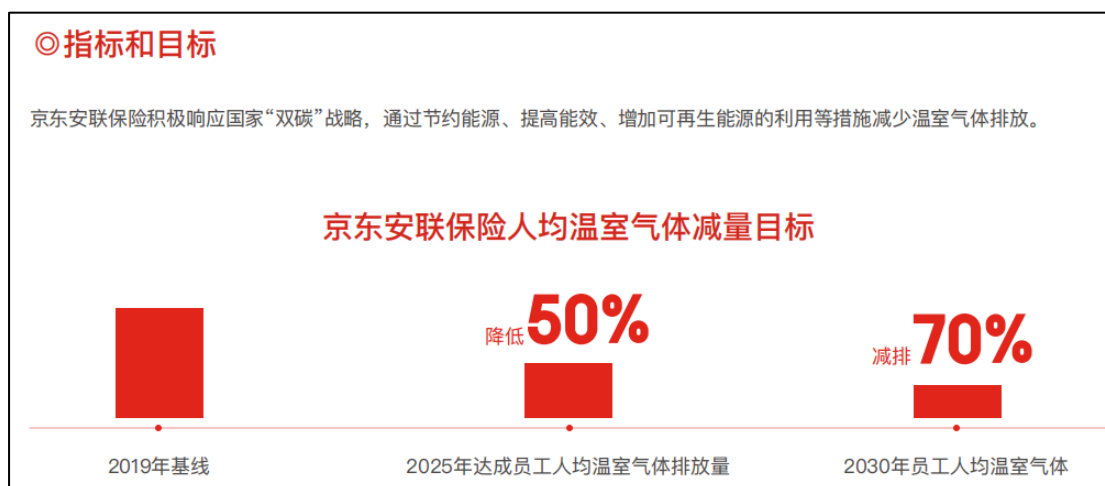 ◎指标和目标
京东安联保险积极响应国家“双碳”战略，通过节约能源、提高能效、增加可再生能源的利用等措施减少温室气体排放。
京东安联保险人均温室气体减量目标
降低50%
减排70%
2019年基线
2025年达成员工人均温室气体排放量
2030年员工人均温室气体